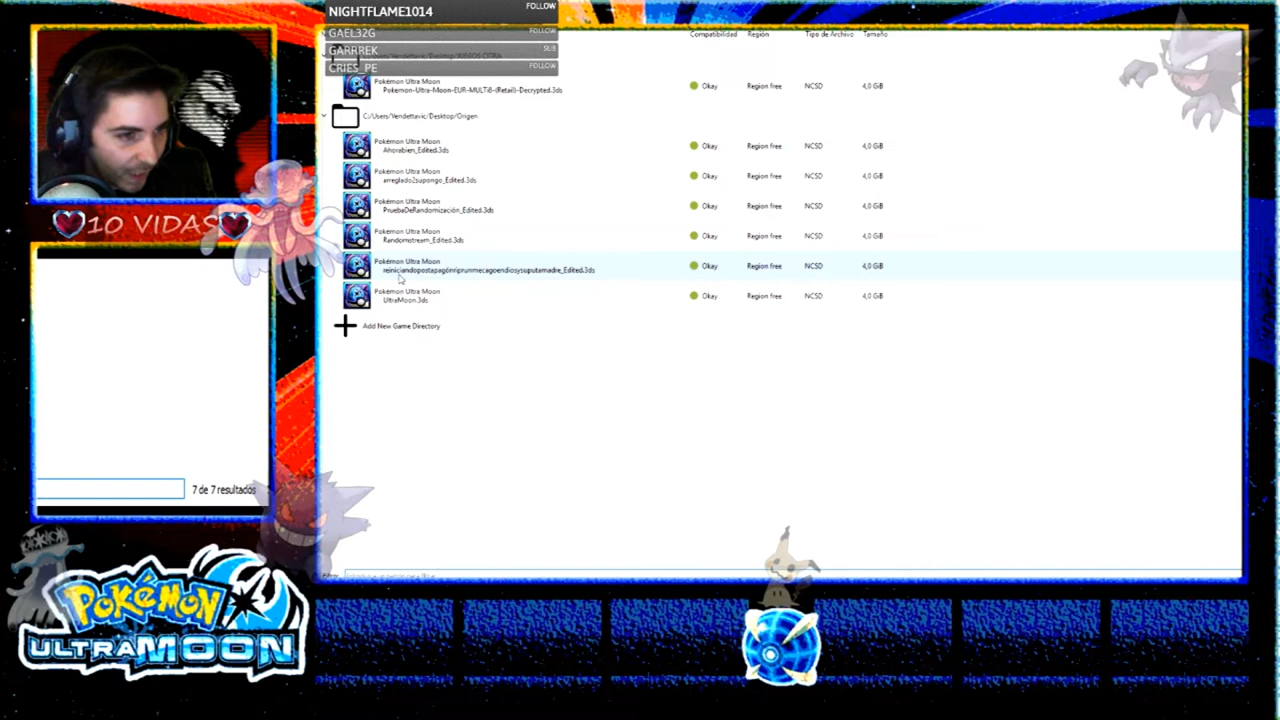 NIGHTFLAME1014 FOLLOW
GAEL32G FOLLOW
GARRREK SUB
CRIES_PE FOLLOW
Compatibilidad Región Tipo de Archivo Tamaño
Pokémon Ultra Moon
Pokemon-Ultra-Moon-EUR-MULTi8-(Retail)-Decrypted.3ds Okay Region free NCSD 4,0 GiB
C:/Users/Vendettavic/Desktop/Origen
Pokémon Ultra Moon
Ahorabien_Edited.3ds Okay Region free NCSD 4,0 GiB
Pokémon Ultra Moon
arreglado2supongo_Edited.3ds Okay Region free NCSD 4,0 GiB
Pokémon Ultra Moon
PruebaDeRandomización_Edited.3ds Okay Region free NCSD 4,0 GiB
Pokémon Ultra Moon
Randomstream_Edited.3ds Okay Region free NCSD 4,0 GiB
Pokémon Ultra Moon
reiniciandopostapagónriprunmecagoendiosysuputamadre_Edited.3ds Okay Region free NCSD 4,0 GiB
Pokémon Ultra Moon
UltraMoon.3ds Okay Region free NCSD 4,0 GiB
Add New Game Directory
10 VIDAS
7 de 7 resultados
POKéMON
ULTRAMOON